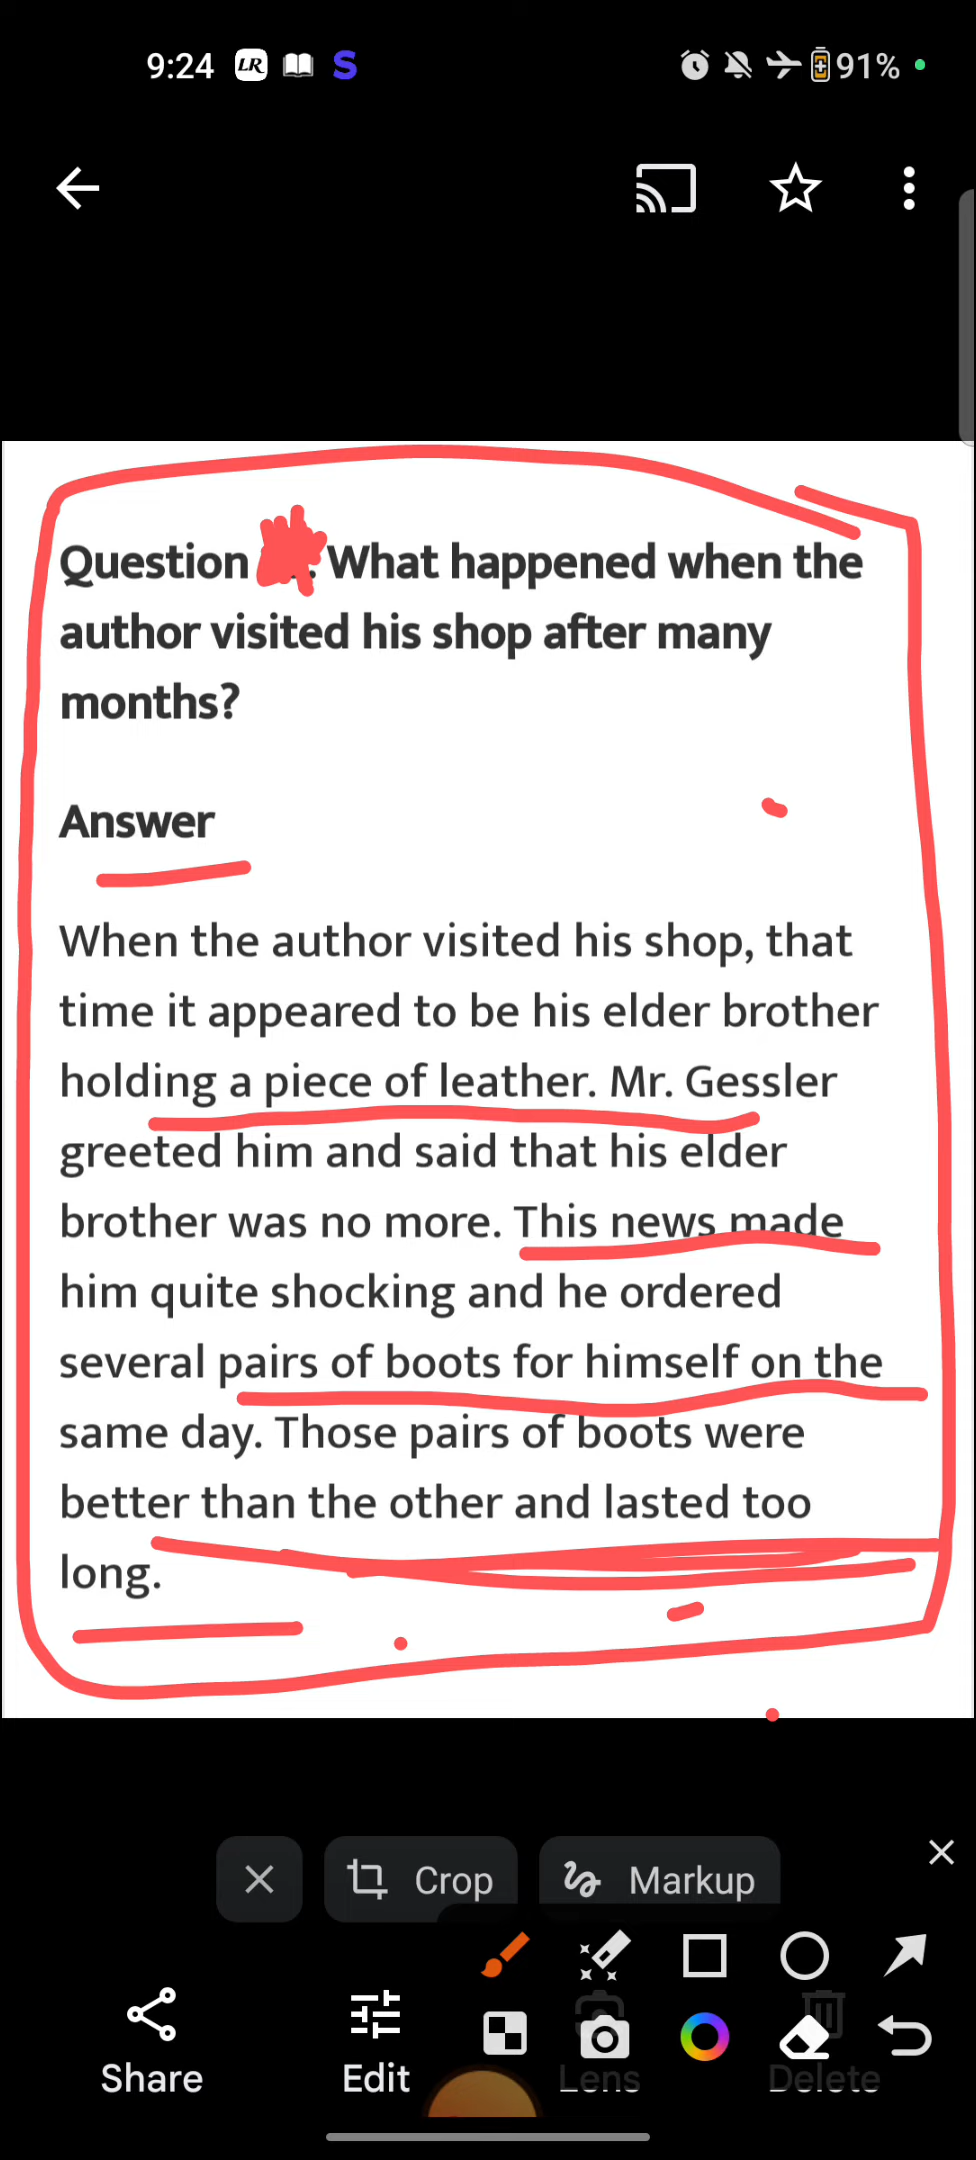 9:24 LR S 91%
Question . What happened when the
author visited his shop after many
months?
Answer
When the author visited his shop, that
time it appeared to be his elder brother
holding a piece of leather. Mr. Gessler
greeted him and said that his elder
brother was no more. This news made
him quite shocking and he ordered
several pairs of boots for himself on the
same day. Those pairs of boots were
better than the other and lasted too
long.
Crop Markup
Share Edit Lens Delete